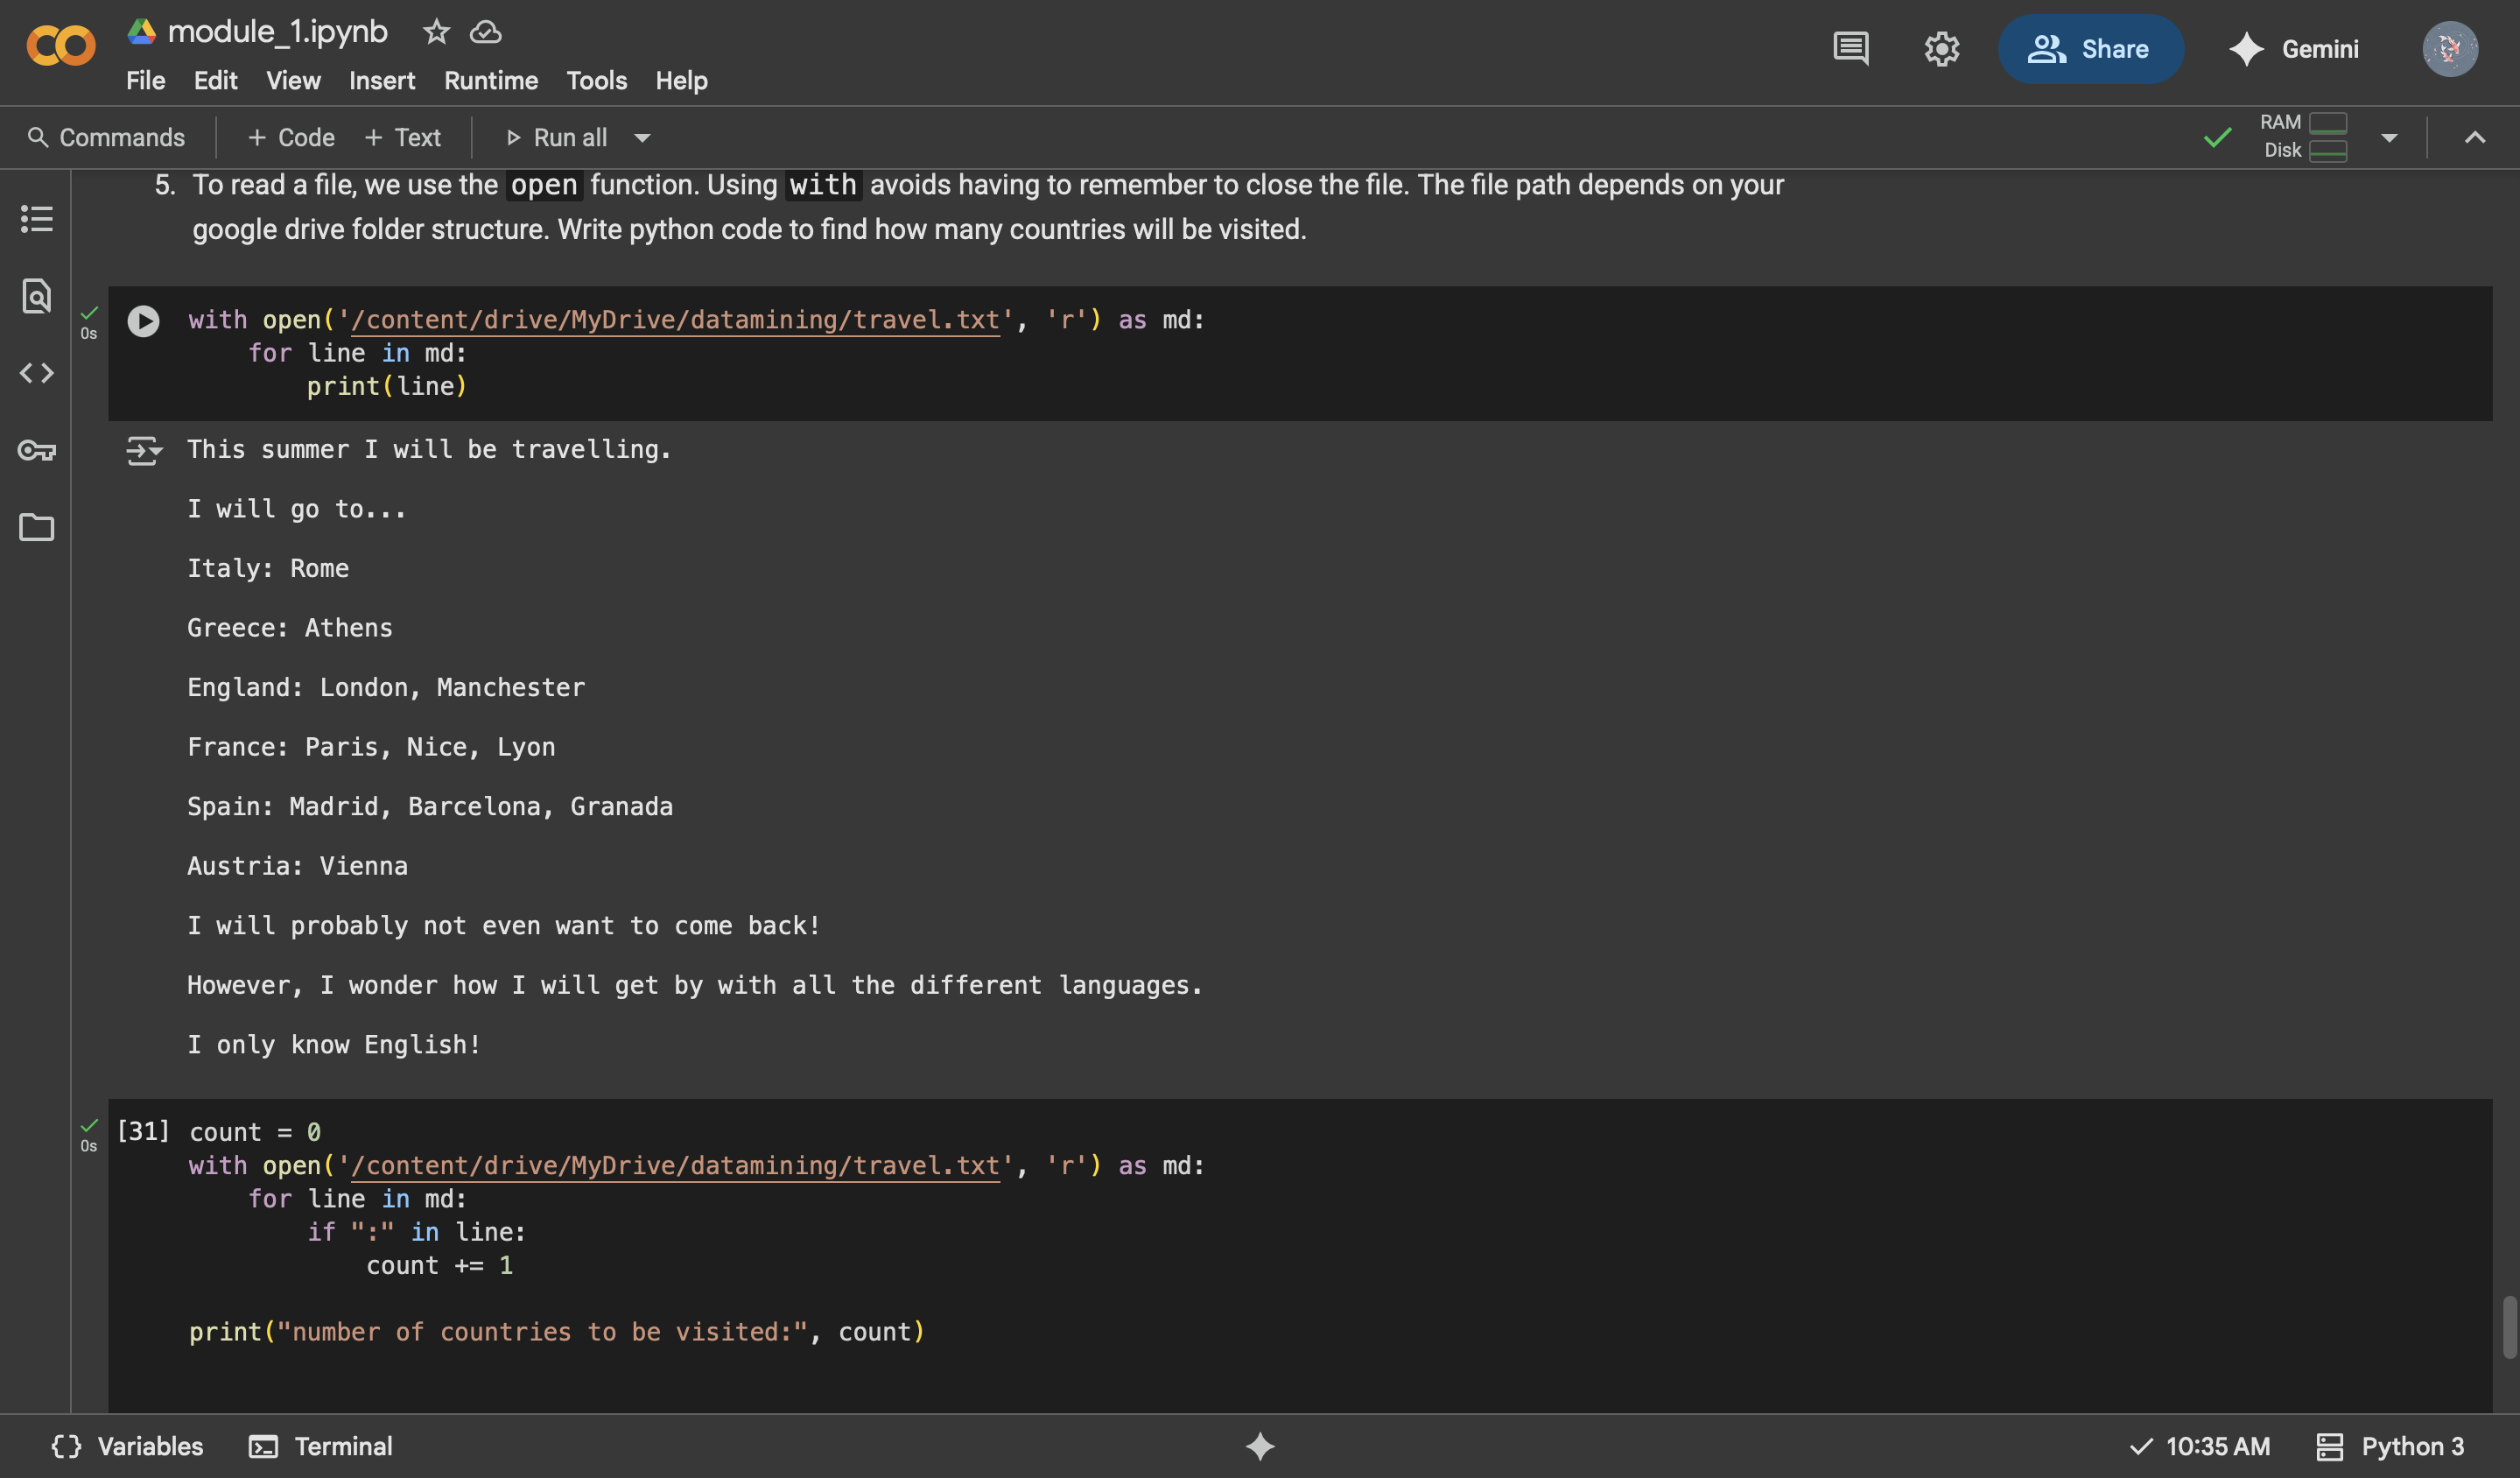 module_1.ipynb
File Edit View Insert Runtime Tools Help
Share
Gemini
Commands + Code + Text Run all
RAM
Disk
5. To read a file, we use the open function. Using with avoids having to remember to close the file. The file path depends on your
google drive folder structure. Write python code to find how many countries will be visited.
0s
with open('/content/drive/MyDrive/datamining/travel.txt', 'r') as md:
    for line in md:
        print(line)
This summer I will be travelling.
I will go to...
Italy: Rome
Greece: Athens
England: London, Manchester
France: Paris, Nice, Lyon
Spain: Madrid, Barcelona, Granada
Austria: Vienna
I will probably not even want to come back!
However, I wonder how I will get by with all the different languages.
I only know English!
0s
[31] count = 0
with open('/content/drive/MyDrive/datamining/travel.txt', 'r') as md:
    for line in md:
        if ":" in line:
            count += 1
print("number of countries to be visited:", count)
{} Variables Terminal
10:35 AM Python 3